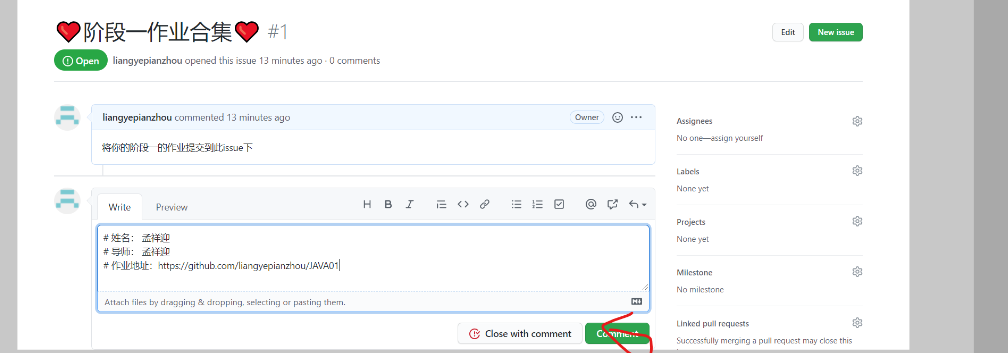 ❤️阶段一作业合集❤️ #1
Edit
New issue
Open
liangyepianzhou opened this issue 13 minutes ago · 0 comments
liangyepianzhou commented 13 minutes ago
Owner
将你的阶段一的作业提交到此issue下
Write
Preview
# 姓名： 孟祥迎
# 导师： 孟祥迎
# 作业地址：https://github.com/liangyepianzhou/JAVA01
Attach files by dragging & dropping, selecting or pasting them.
Close with comment
Comment
Assignees
No one—assign yourself
Labels
None yet
Projects
None yet
Milestone
No milestone
Linked pull requests
Successfully merging a pull request may close this